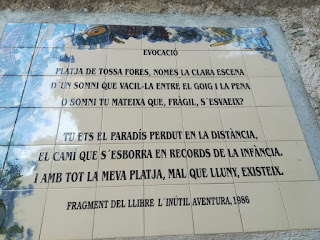 EVOCACIÓ
PLATJA DE TOSSA FORES, NOMES LA CLARA ESCENA
D´UN SOMNI QUE VACIL-LA ENTRE EL GOIG I LA PENA
O SOMNI TU MATEIXA QUE, FRÀGIL, S´ESVAEIX?
TU ETS EL PARADÍS PERDUT EN LA DISTÀNCIA,
EL CAMÍ QUE S´ESBORRA EN RECORDS DE LA INFÀNCIA.
I AMB TOT LA MEVA PLATJA, MAL QUE LLUNY, EXISTEIX.
FRAGMENT DEL LLIBRE L´INÚTIL AVENTURA, 1986